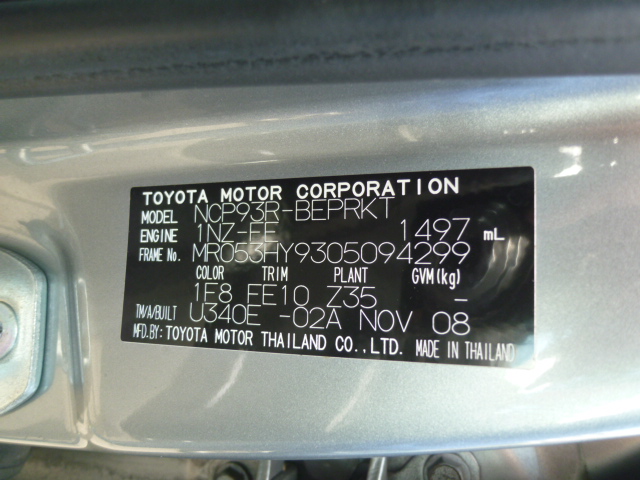 TOYOTA MOTOR CORPORATION
MODEL NCP93R-BEPRKT
ENGINE 1NZ-FE 1497 mL
FRAME No. MR053HY9305094299
COLOR TRIM PLANT GVM(kg)
1F8 EE10 Z35 -
TM/A/BUILT U340E -02A NOV 08
MFD.BY: TOYOTA MOTOR THAILAND CO.,LTD. MADE IN THAILAND